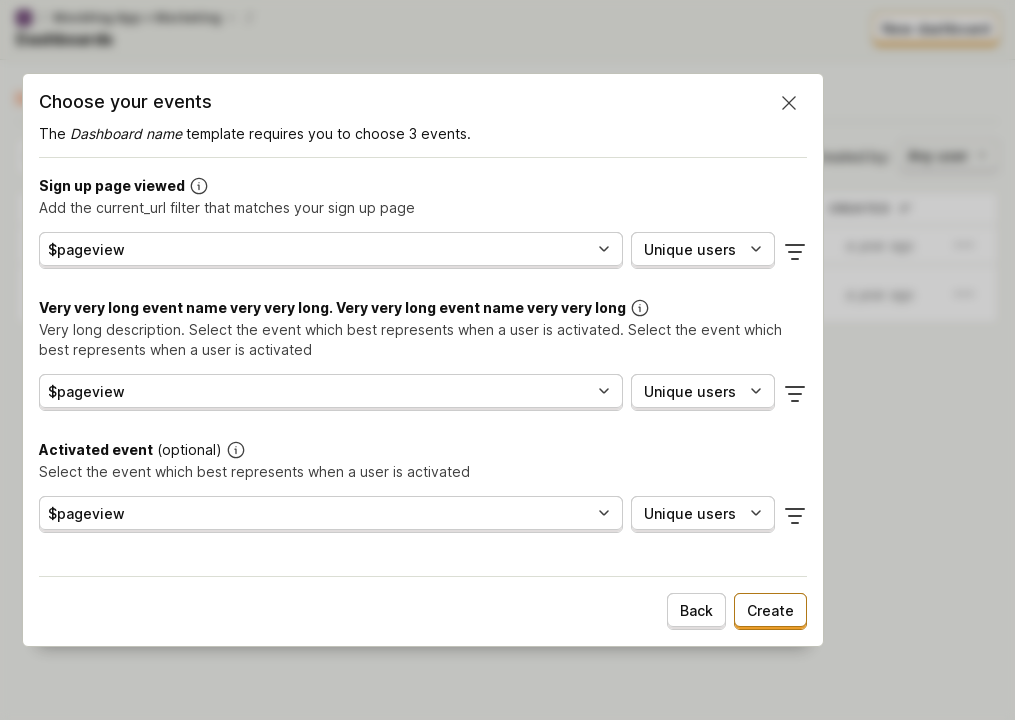 Dashboards
New dashboard
Choose your events
The Dashboard name template requires you to choose 3 events.
Sign up page viewed
Add the current_url filter that matches your sign up page
$pageview
Unique users
Very very long event name very very long. Very very long event name very very long
Very long description. Select the event which best represents when a user is activated. Select the event which
best represents when a user is activated
$pageview
Unique users
Activated event (optional)
Select the event which best represents when a user is activated
$pageview
Unique users
Back
Create